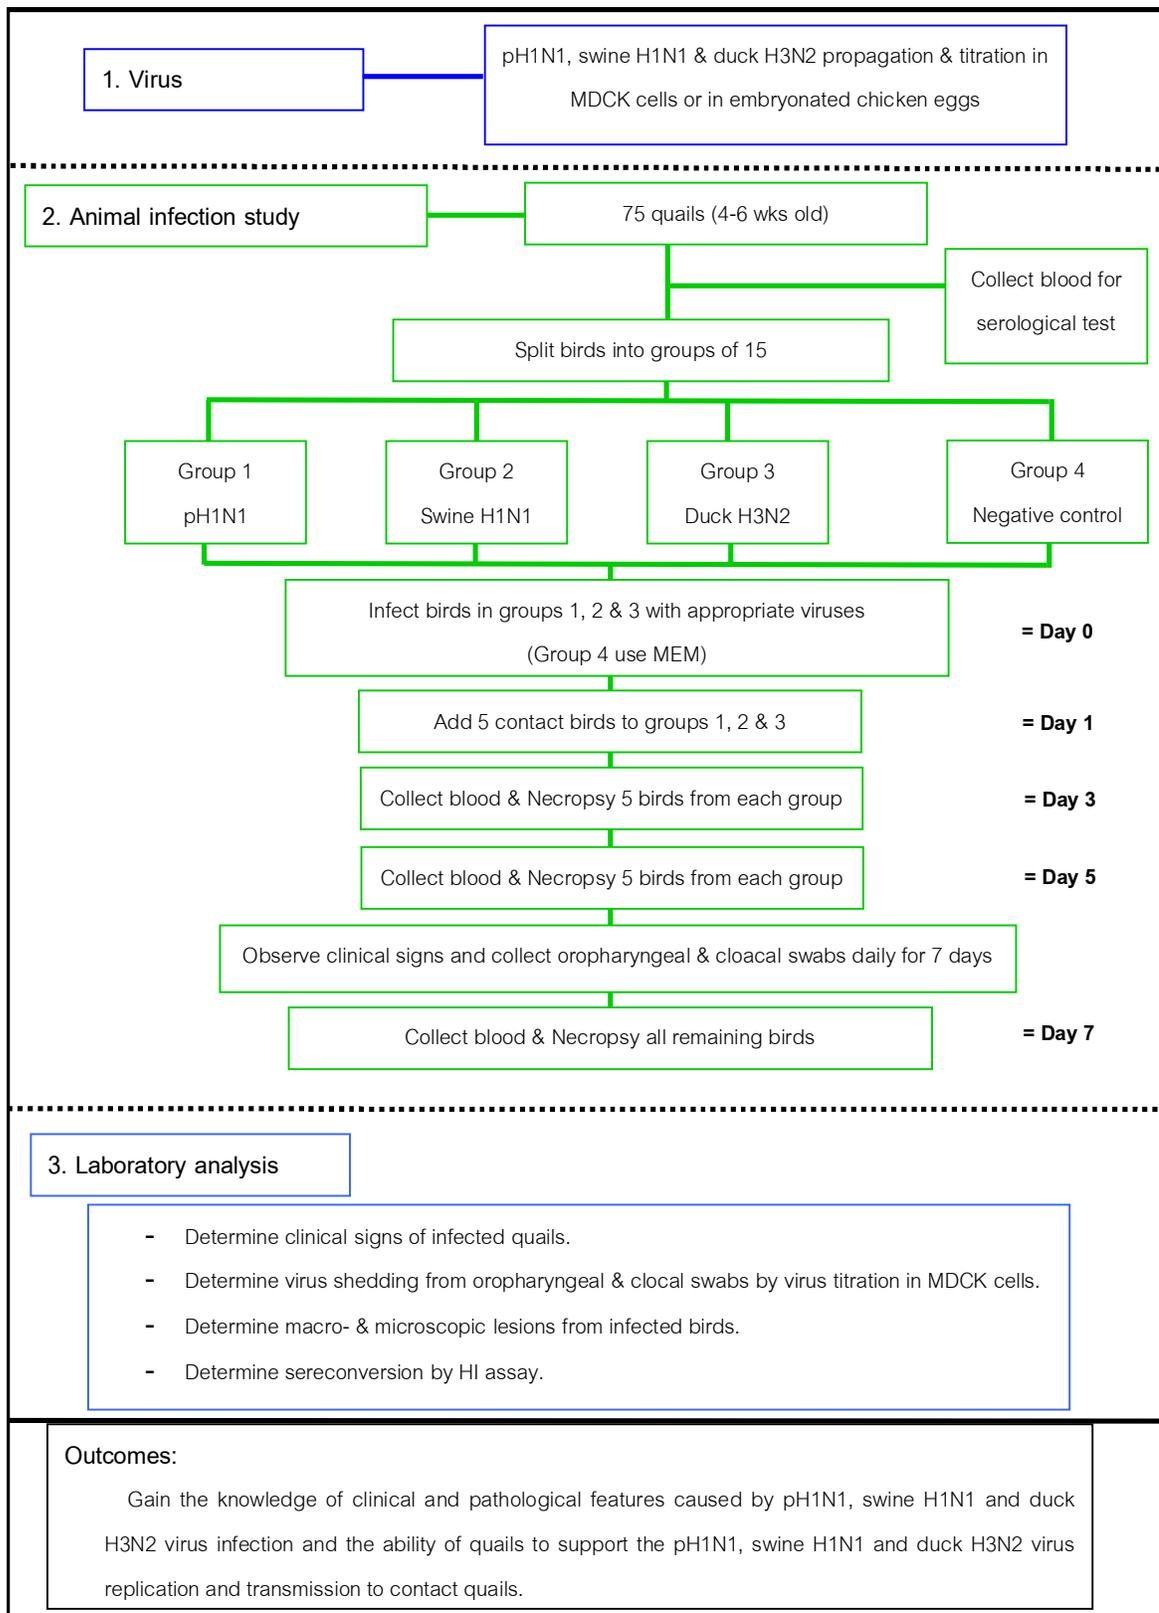 1. Virus
pH1N1, swine H1N1 & duck H3N2 propagation & titration in
MDCK cells or in embryonated chicken eggs
2. Animal infection study
75 quails (4-6 wks old)
Collect blood for
serological test
Split birds into groups of 15
Group 1
pH1N1
Group 2
Swine H1N1
Group 3
Duck H3N2
Group 4
Negative control
Infect birds in groups 1, 2 & 3 with appropriate viruses
(Group 4 use MEM)
= Day 0
Add 5 contact birds to groups 1, 2 & 3
= Day 1
Collect blood & Necropsy 5 birds from each group
= Day 3
Collect blood & Necropsy 5 birds from each group
= Day 5
Observe clinical signs and collect oropharyngeal & cloacal swabs daily for 7 days
Collect blood & Necropsy all remaining birds
= Day 7
3. Laboratory analysis
- Determine clinical signs of infected quails.
- Determine virus shedding from oropharyngeal & clocal swabs by virus titration in MDCK cells.
- Determine macro- & microscopic lesions from infected birds.
- Determine sereconversion by HI assay.
Outcomes:
Gain the knowledge of clinical and pathological features caused by pH1N1, swine H1N1 and duck
H3N2 virus infection and the ability of quails to support the pH1N1, swine H1N1 and duck H3N2 virus
replication and transmission to contact quails.